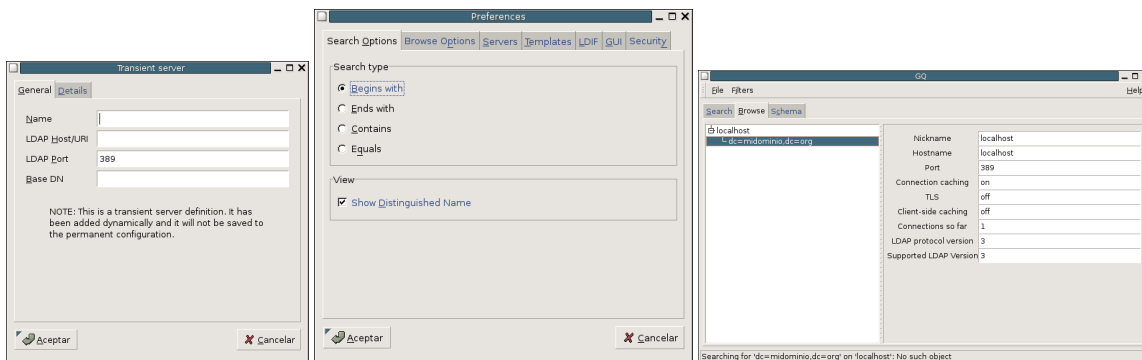 Transient server
General Details
Name
LDAP Host/URI
LDAP Port 389
Base DN
NOTE: This is a transient server definition. It has
been added dynamically and it will not be saved to
the permanent configuration.
Aceptar Cancelar
Preferences
Search Options Browse Options Servers Templates LDIF GUI Security
Search type
Begins with
Ends with
Contains
Equals
View
Show Distinguished Name
Aceptar Cancelar
GQ
File Filters Help
Search Browse Schema
localhost
dc=midominio,dc=org
Nickname localhost
Hostname localhost
Port 389
Connection caching on
TLS off
Client-side caching off
Connections so far 1
LDAP protocol version 3
Supported LDAP Version 3
Searching for 'dc=midominio,dc=org' on 'localhost': No such object